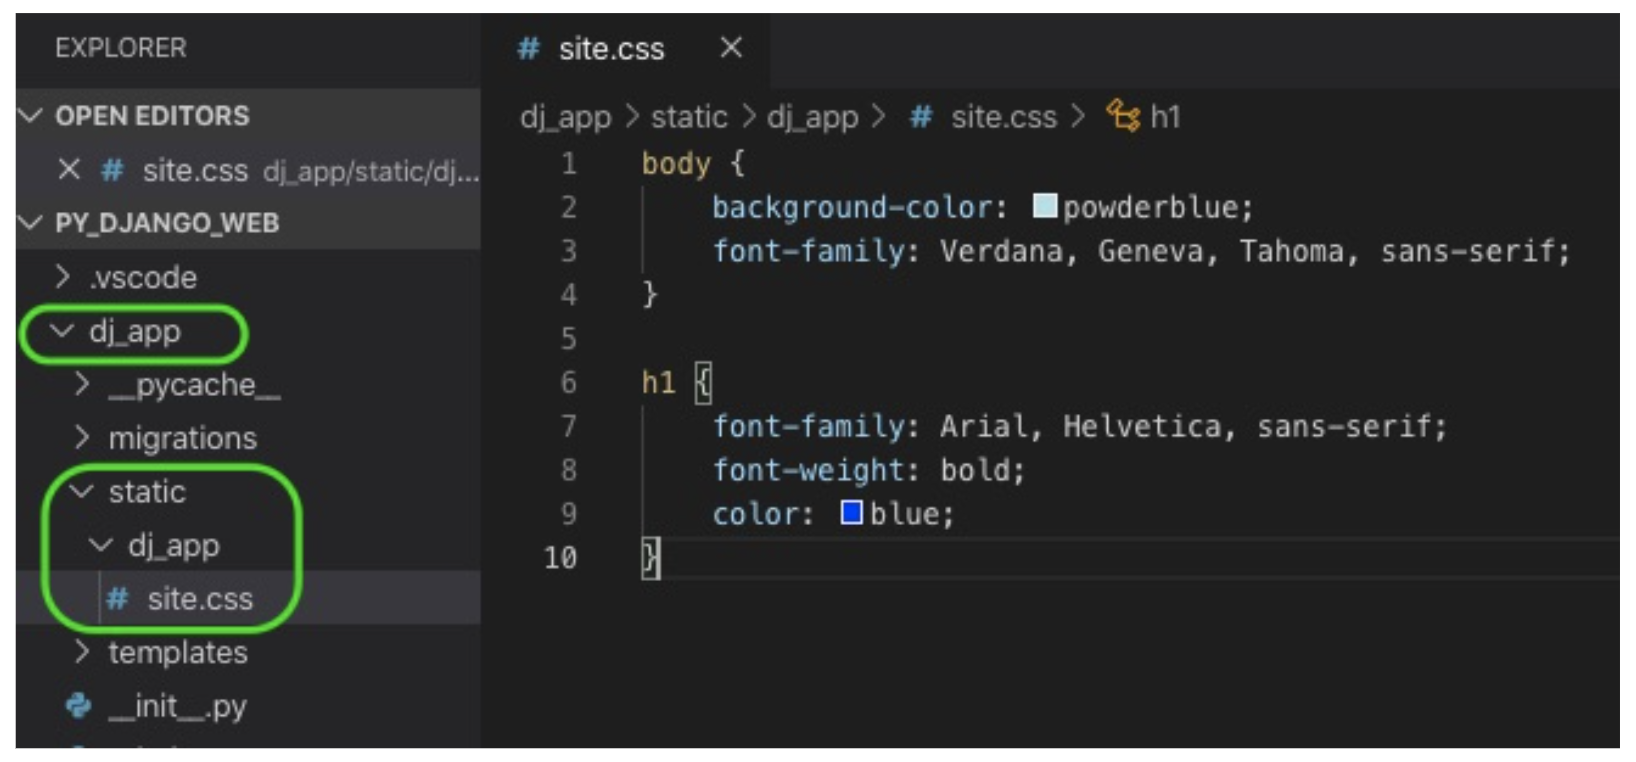 EXPLORER
OPEN EDITORS
site.css dj_app/static/dj...
PY_DJANGO_WEB
.vscode
dj_app
__pycache__
migrations
static
dj_app
# site.css
templates
__init__.py
# site.css ×
dj_app > static > dj_app > # site.css > h1
1 body {
2 background-color: powderblue;
3 font-family: Verdana, Geneva, Tahoma, sans-serif;
4 }
5
6 h1 {
7 font-family: Arial, Helvetica, sans-serif;
8 font-weight: bold;
9 color: blue;
10 }